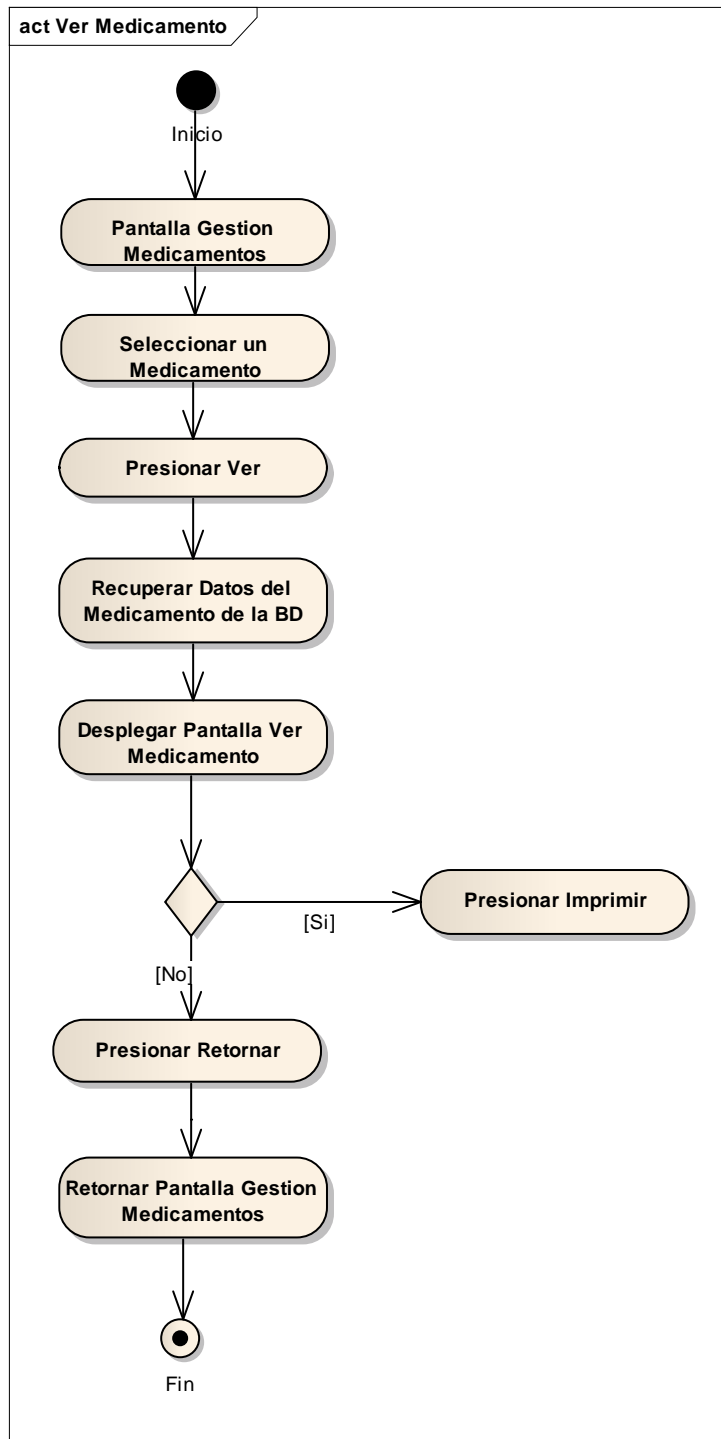 act Ver Medicamento
Inicio
Pantalla Gestion
Medicamentos
Seleccionar un
Medicamento
Presionar Ver
Recuperar Datos del
Medicamento de la BD
Desplegar Pantalla Ver
Medicamento
Presionar Imprimir
[Si]
[No]
Presionar Retornar
Retornar Pantalla Gestion
Medicamentos
Fin